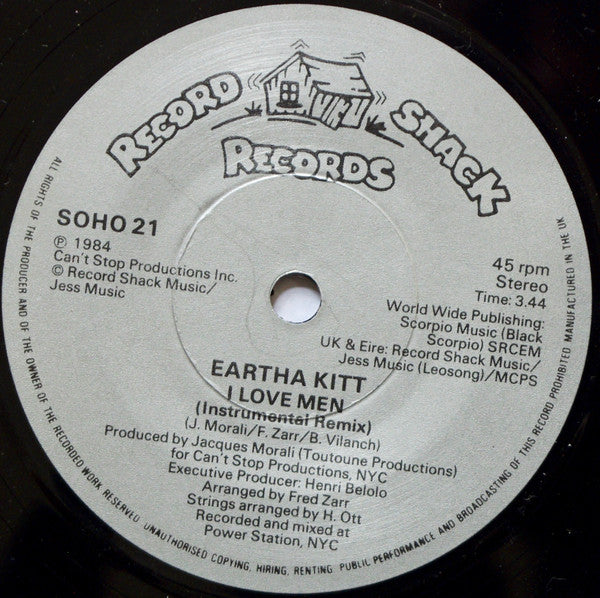 RECORD SHACK
RECORDS
SOHO 21
℗ 1984
Can't Stop Productions Inc.
© Record Shack Music/
Jess Music
45 rpm
Stereo
Time: 3.44
World Wide Publishing:
Scorpio Music (Black
Scorpio) SRCEM
UK & Eire: Record Shack Music/
Jess Music (Leosong)/MCPS
EARTHA KITT
I LOVE MEN
(Instrumental Remix)
(J. Morali/F. Zarr/B. Vilanch)
Produced by Jacques Morali (Toutoune Productions)
for Can't Stop Productions, NYC
Executive Producer: Henri Belolo
Arranged by Fred Zarr
Strings arranged by H. Ott
Recorded and mixed at
Power Station, NYC
ALL RIGHTS OF THE PRODUCER AND OF THE OWNER OF THE RECORDED WORK RESERVED. UNAUTHORISED COPYING, HIRING, RENTING, PUBLIC PERFORMANCE AND BROADCASTING OF THIS RECORD PROHIBITED. MANUFACTURED IN THE UK